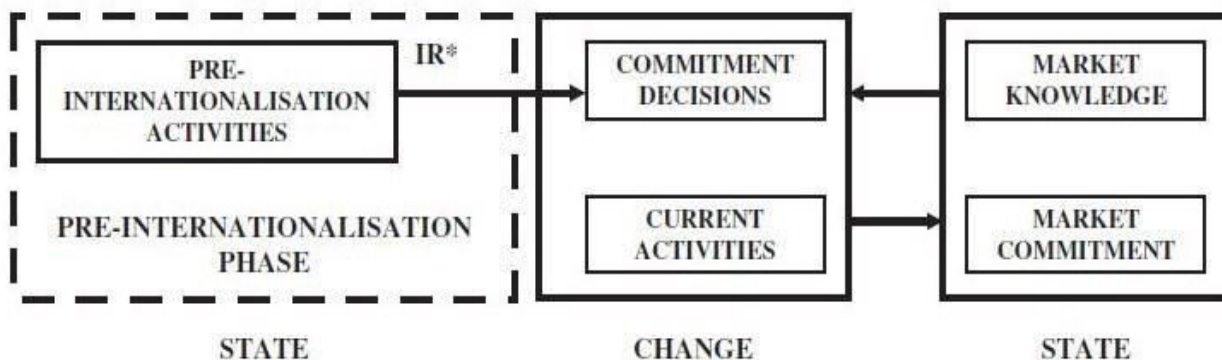 IR*
PRE-
INTERNATIONALISATION
ACTIVITIES
PRE-INTERNATIONALISATION
PHASE
COMMITMENT
DECISIONS
CURRENT
ACTIVITIES
MARKET
KNOWLEDGE
MARKET
COMMITMENT
STATE
CHANGE
STATE